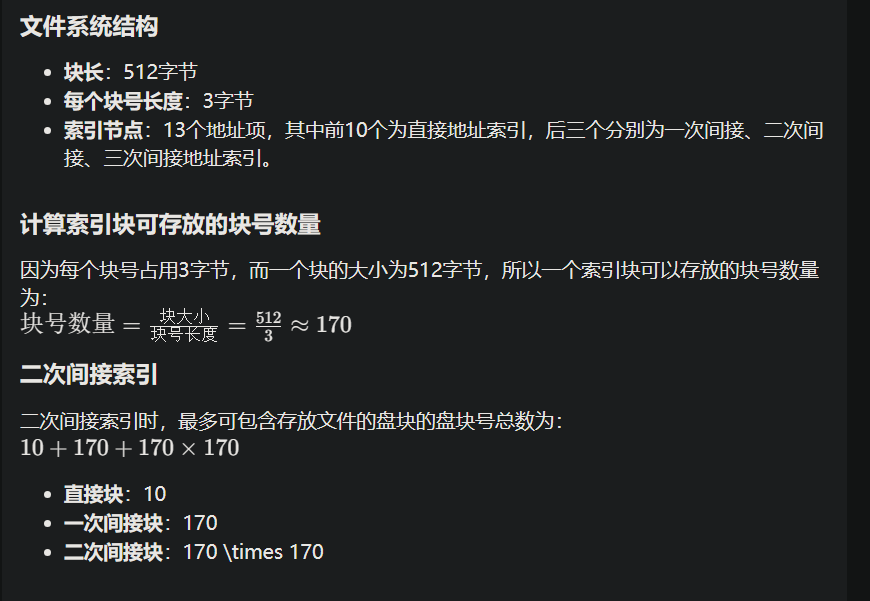 文件系统结构
• 块长：512字节
• 每个块号长度：3字节
• 索引节点：13个地址项，其中前10个为直接地址索引，后三个分别为一次间接、二次间
接、三次间接地址索引。
计算索引块可存放的块号数量
因为每个块号占用3字节，而一个块的大小为512字节，所以一个索引块可以存放的块号数量
为：
块号数量 = 块大小/块号长度 = 512/3 ≈ 170
二次间接索引
二次间接索引时，最多可包含存放文件的盘块的盘块号总数为：
10 + 170 + 170 × 170
• 直接块：10
• 一次间接块：170
• 二次间接块：170 \times 170